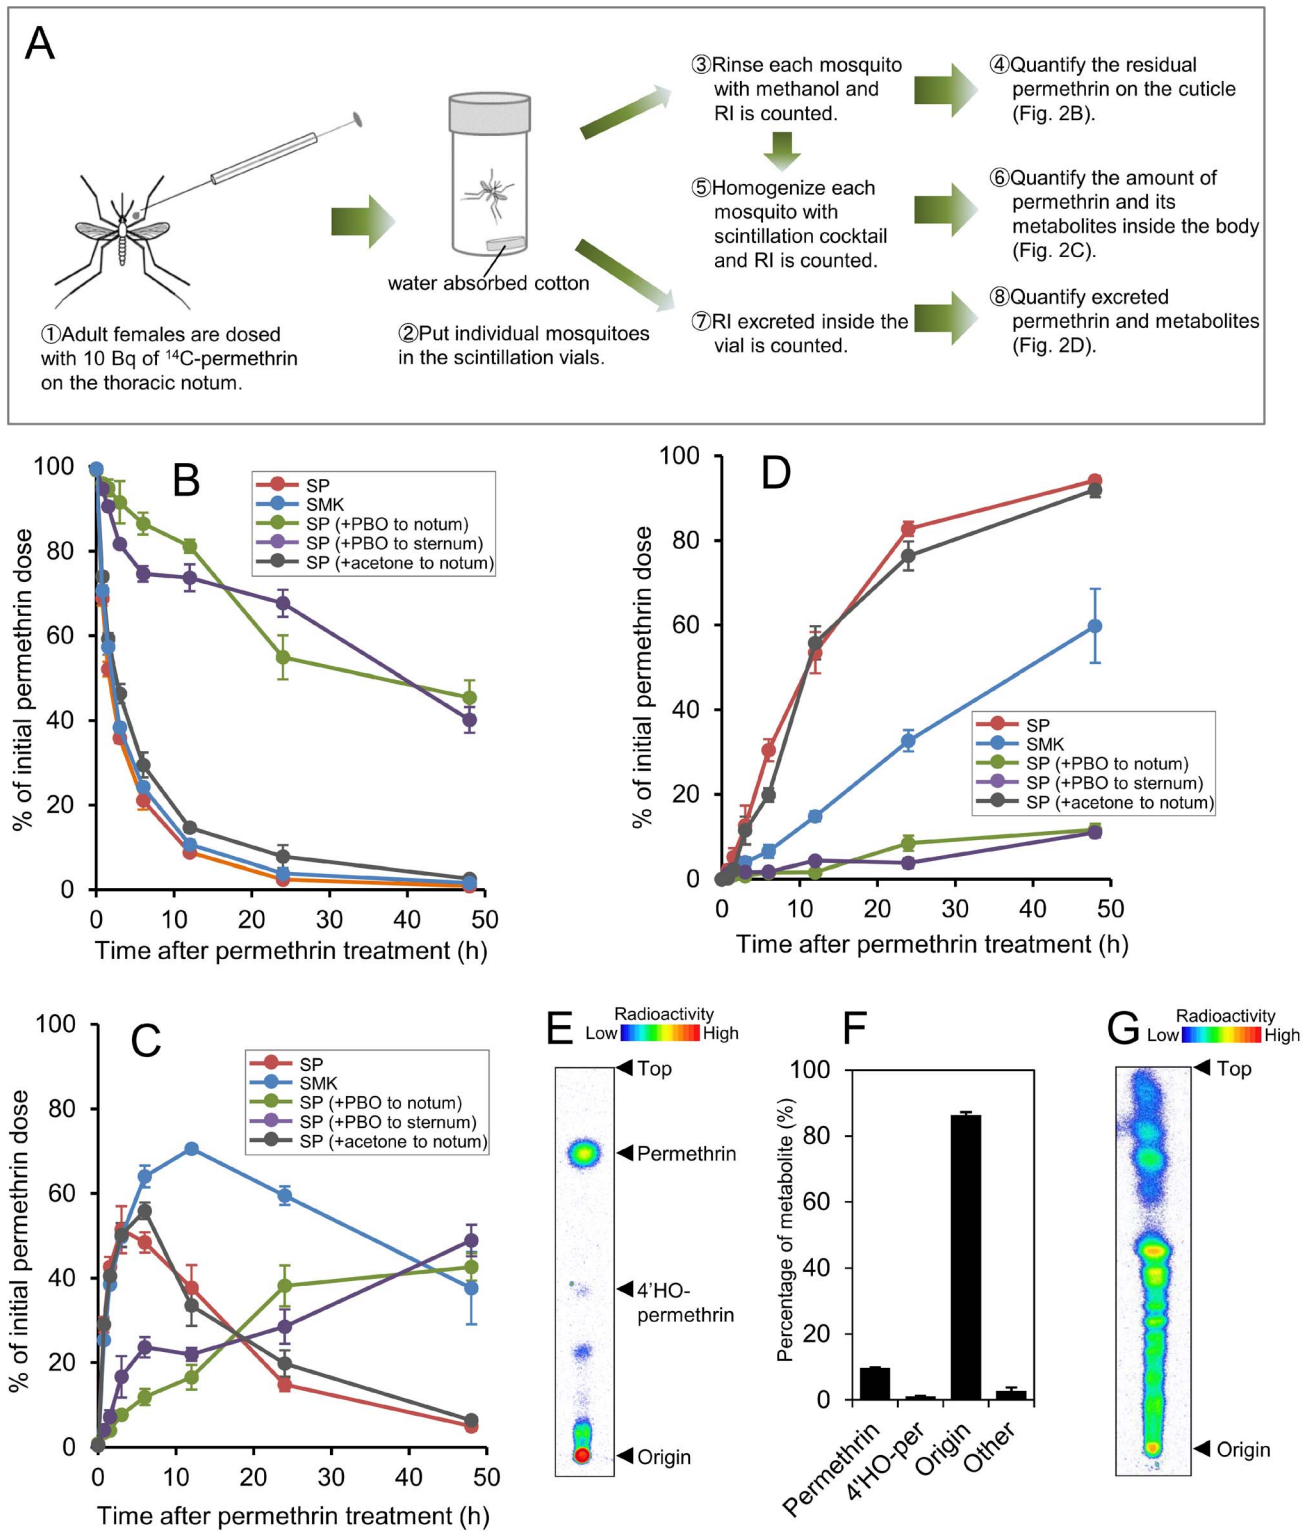 A
①Adult females are dosed
with 10 Bq of ¹⁴C-permethrin
on the thoracic notum.
water absorbed cotton
②Put individual mosquitoes
in the scintillation vials.
③Rinse each mosquito
with methanol and
RI is counted.
④Quantify the residual
permethrin on the cuticle
(Fig. 2B).
⑤Homogenize each
mosquito with
scintillation cocktail
and RI is counted.
⑥Quantify the amount of
permethrin and its
metabolites inside the body
(Fig. 2C).
⑦RI excreted inside the
vial is counted.
⑧Quantify excreted
permethrin and metabolites
(Fig. 2D).
B
% of initial permethrin dose
100
80
60
40
20
0
SP
SMK
SP (+PBO to notum)
SP (+PBO to sternum)
SP (+acetone to notum)
0 10 20 30 40 50
Time after permethrin treatment (h)
D
% of initial permethrin dose
100
80
60
40
20
0
SP
SMK
SP (+PBO to notum)
SP (+PBO to sternum)
SP (+acetone to notum)
0 10 20 30 40 50
Time after permethrin treatment (h)
C
% of initial permethrin dose
100
80
60
40
20
0
SP
SMK
SP (+PBO to notum)
SP (+PBO to sternum)
SP (+acetone to notum)
0 10 20 30 40 50
Time after permethrin treatment (h)
E
Radioactivity
Low High
Top
Permethrin
4'HO-
permethrin
Origin
F
Percentage of metabolite (%)
100
80
60
40
20
0
Permethrin
4'HO-per
Origin
Other
G
Radioactivity
Low High
Top
Origin